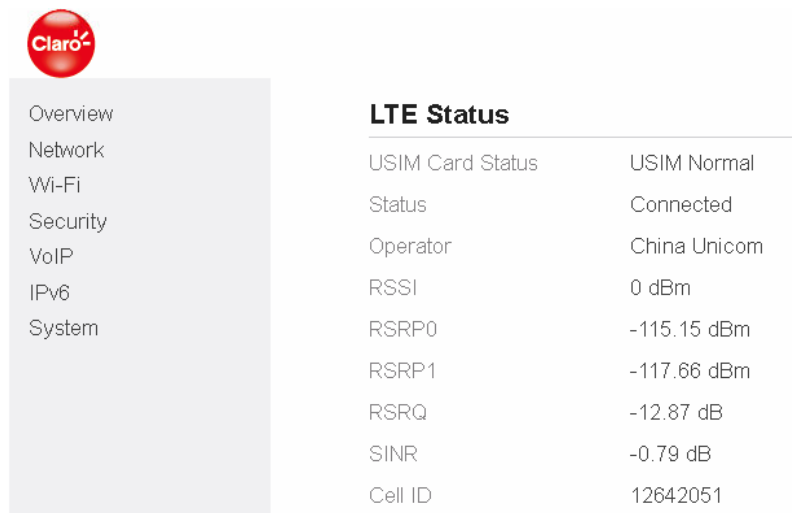 Claro-
Overview
Network
Wi-Fi
Security
VoIP
IPv6
System
LTE Status
USIM Card Status USIM Normal
Status Connected
Operator China Unicom
RSSI 0 dBm
RSRP0 -115.15 dBm
RSRP1 -117.66 dBm
RSRQ -12.87 dB
SINR -0.79 dB
Cell ID 12642051